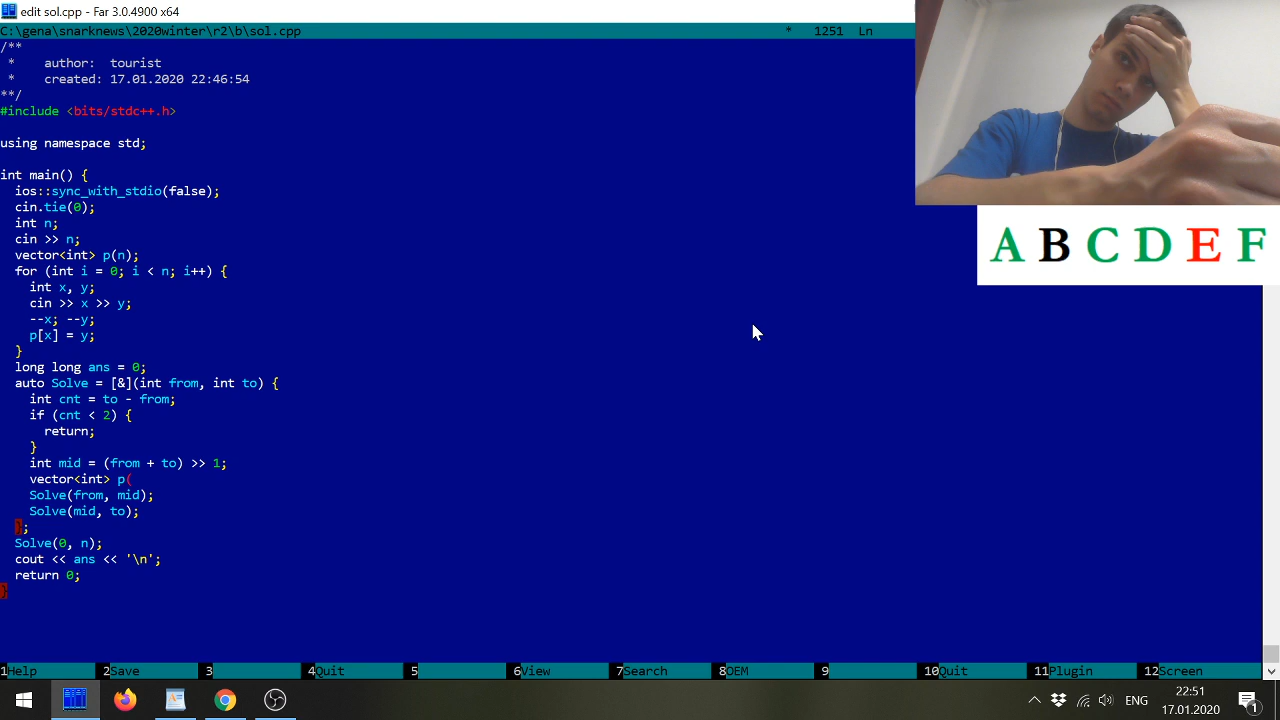 edit sol.cpp - Far 3.0.4900 x64
C:\gena\snarknews\2020winter\r2\b\sol.cpp * 1251 Ln
/**
 *    author:  tourist
 *    created: 17.01.2020 22:46:54
**/
#include <bits/stdc++.h>

using namespace std;

int main() {
  ios::sync_with_stdio(false);
  cin.tie(0);
  int n;
  cin >> n;
  vector<int> p(n);
  for (int i = 0; i < n; i++) {
    int x, y;
    cin >> x >> y;
    --x; --y;
    p[x] = y;
  }
  long long ans = 0;
  auto Solve = [&](int from, int to) {
    int cnt = to - from;
    if (cnt < 2) {
      return;
    }
    int mid = (from + to) >> 1;
    vector<int> p(
    Solve(from, mid);
    Solve(mid, to);
  };
  Solve(0, n);
  cout << ans << '\n';
  return 0;
}
A B C D E F
1Help 2Save 3 4Quit 5 6View 7Search 8OEM 9 10Quit 11Plugin 12Screen
ENG 22:51
17.01.2020
1